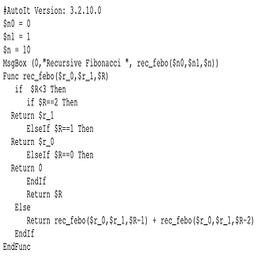 #AutoIt Version: 3.2.10.0
$n0 = 0
$n1 = 1
$n = 10
MsgBox (0,"Recursive Fibonacci ", rec_febo($n0,$n1,$n))
Func rec_febo($r_0,$r_1,$R)
if $R<3 Then
if $R==2 Then
Return $r_1
ElseIf $R==1 Then
Return $r_0
ElseIf $R==0 Then
Return 0
EndIf
Return $R
Else
Return rec_febo($r_0,$r_1,$R-1) + rec_febo($r_0,$r_1,$R-2)
EndIf
EndFunc